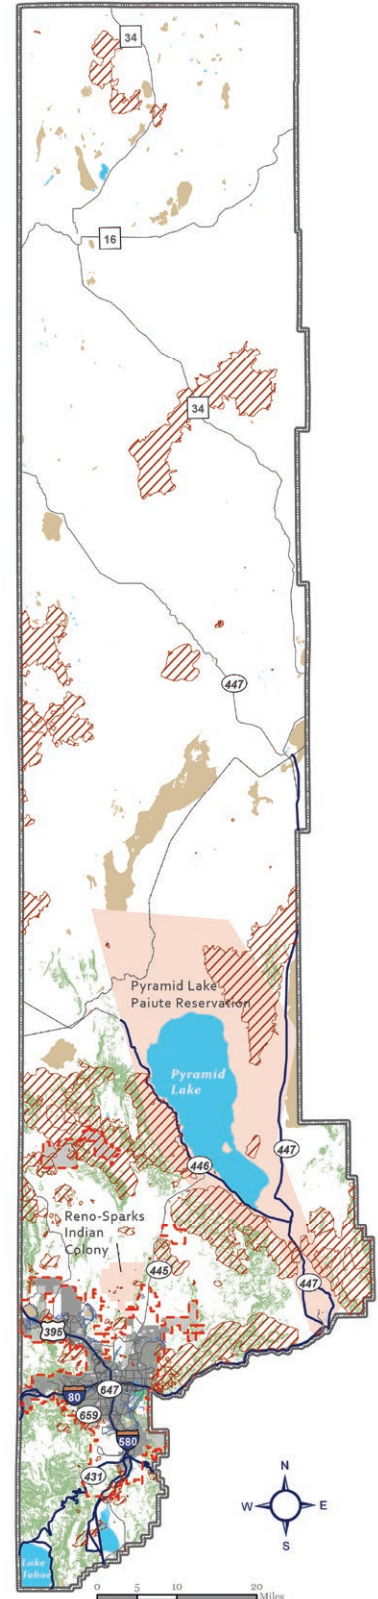 34
16
34
447
Pyramid Lake
Paiute Reservation
Pyramid
Lake
447
446
Reno-Sparks
Indian
Colony
445
447
395
647
80
659
580
431
N
W
E
S
Lake
Tahoe
0
5
10
20
Miles